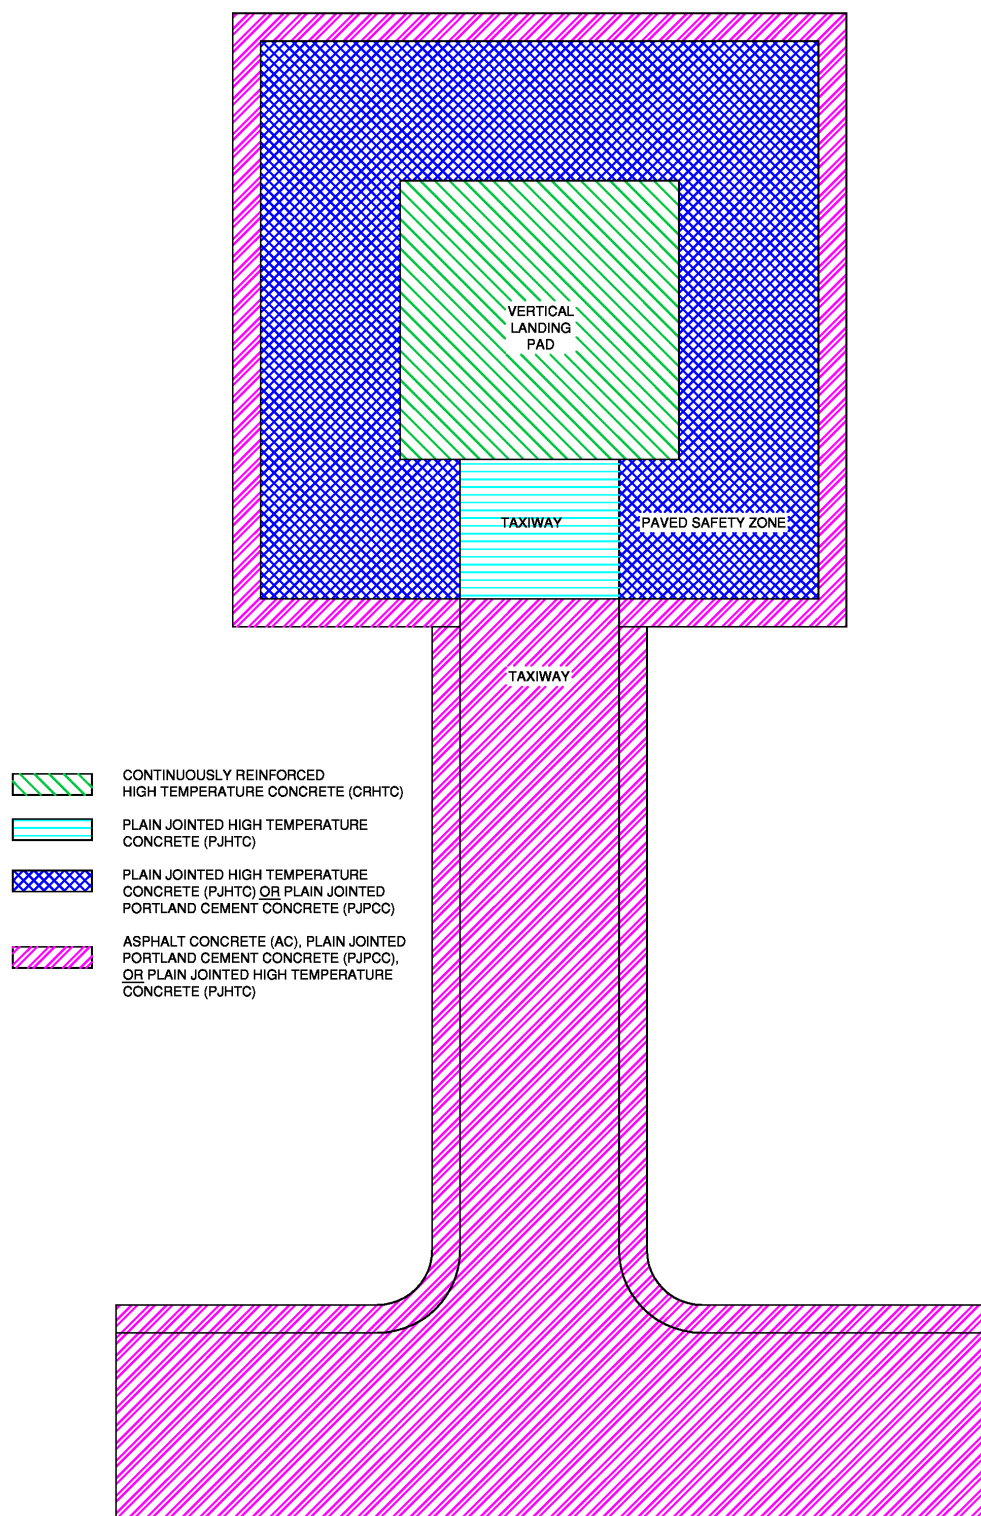 VERTICAL
LANDING
PAD
TAXIWAY
PAVED SAFETY ZONE
TAXIWAY
CONTINUOUSLY REINFORCED
HIGH TEMPERATURE CONCRETE (CRHTC)
PLAIN JOINTED HIGH TEMPERATURE
CONCRETE (PJHTC)
PLAIN JOINTED HIGH TEMPERATURE
CONCRETE (PJHTC) OR PLAIN JOINTED
PORTLAND CEMENT CONCRETE (PJPCC)
ASPHALT CONCRETE (AC), PLAIN JOINTED
PORTLAND CEMENT CONCRETE (PJPCC),
OR PLAIN JOINTED HIGH TEMPERATURE
CONCRETE (PJHTC)